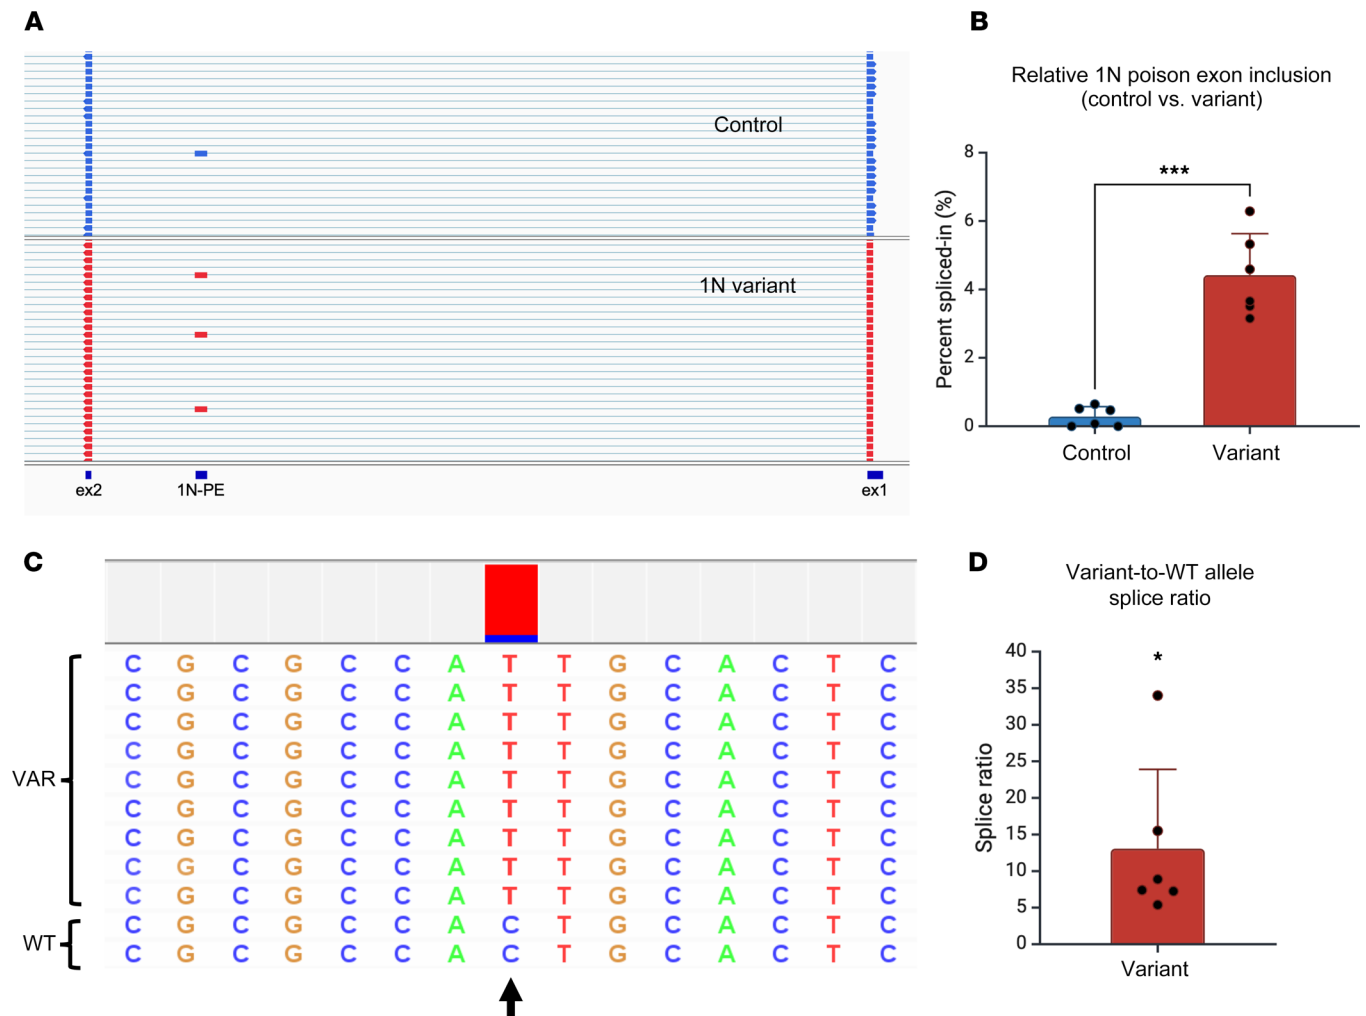 A
Control
1N variant
ex2
1N-PE
ex1
B
Relative 1N poison exon inclusion
(control vs. variant)
***
Percent spliced-in (%)
8
6
4
2
0
Control
Variant
C
VAR
WT
C G C G C C A T T G C A C T C
C G C G C C A T T G C A C T C
C G C G C C A T T G C A C T C
C G C G C C A T T G C A C T C
C G C G C C A T T G C A C T C
C G C G C C A T T G C A C T C
C G C G C C A T T G C A C T C
C G C G C C A T T G C A C T C
C G C G C C A T T G C A C T C
C G C G C C A C T G C A C T C
C G C G C C A C T G C A C T C
D
Variant-to-WT allele
splice ratio
*
Splice ratio
40
35
30
25
20
15
10
5
0
Variant